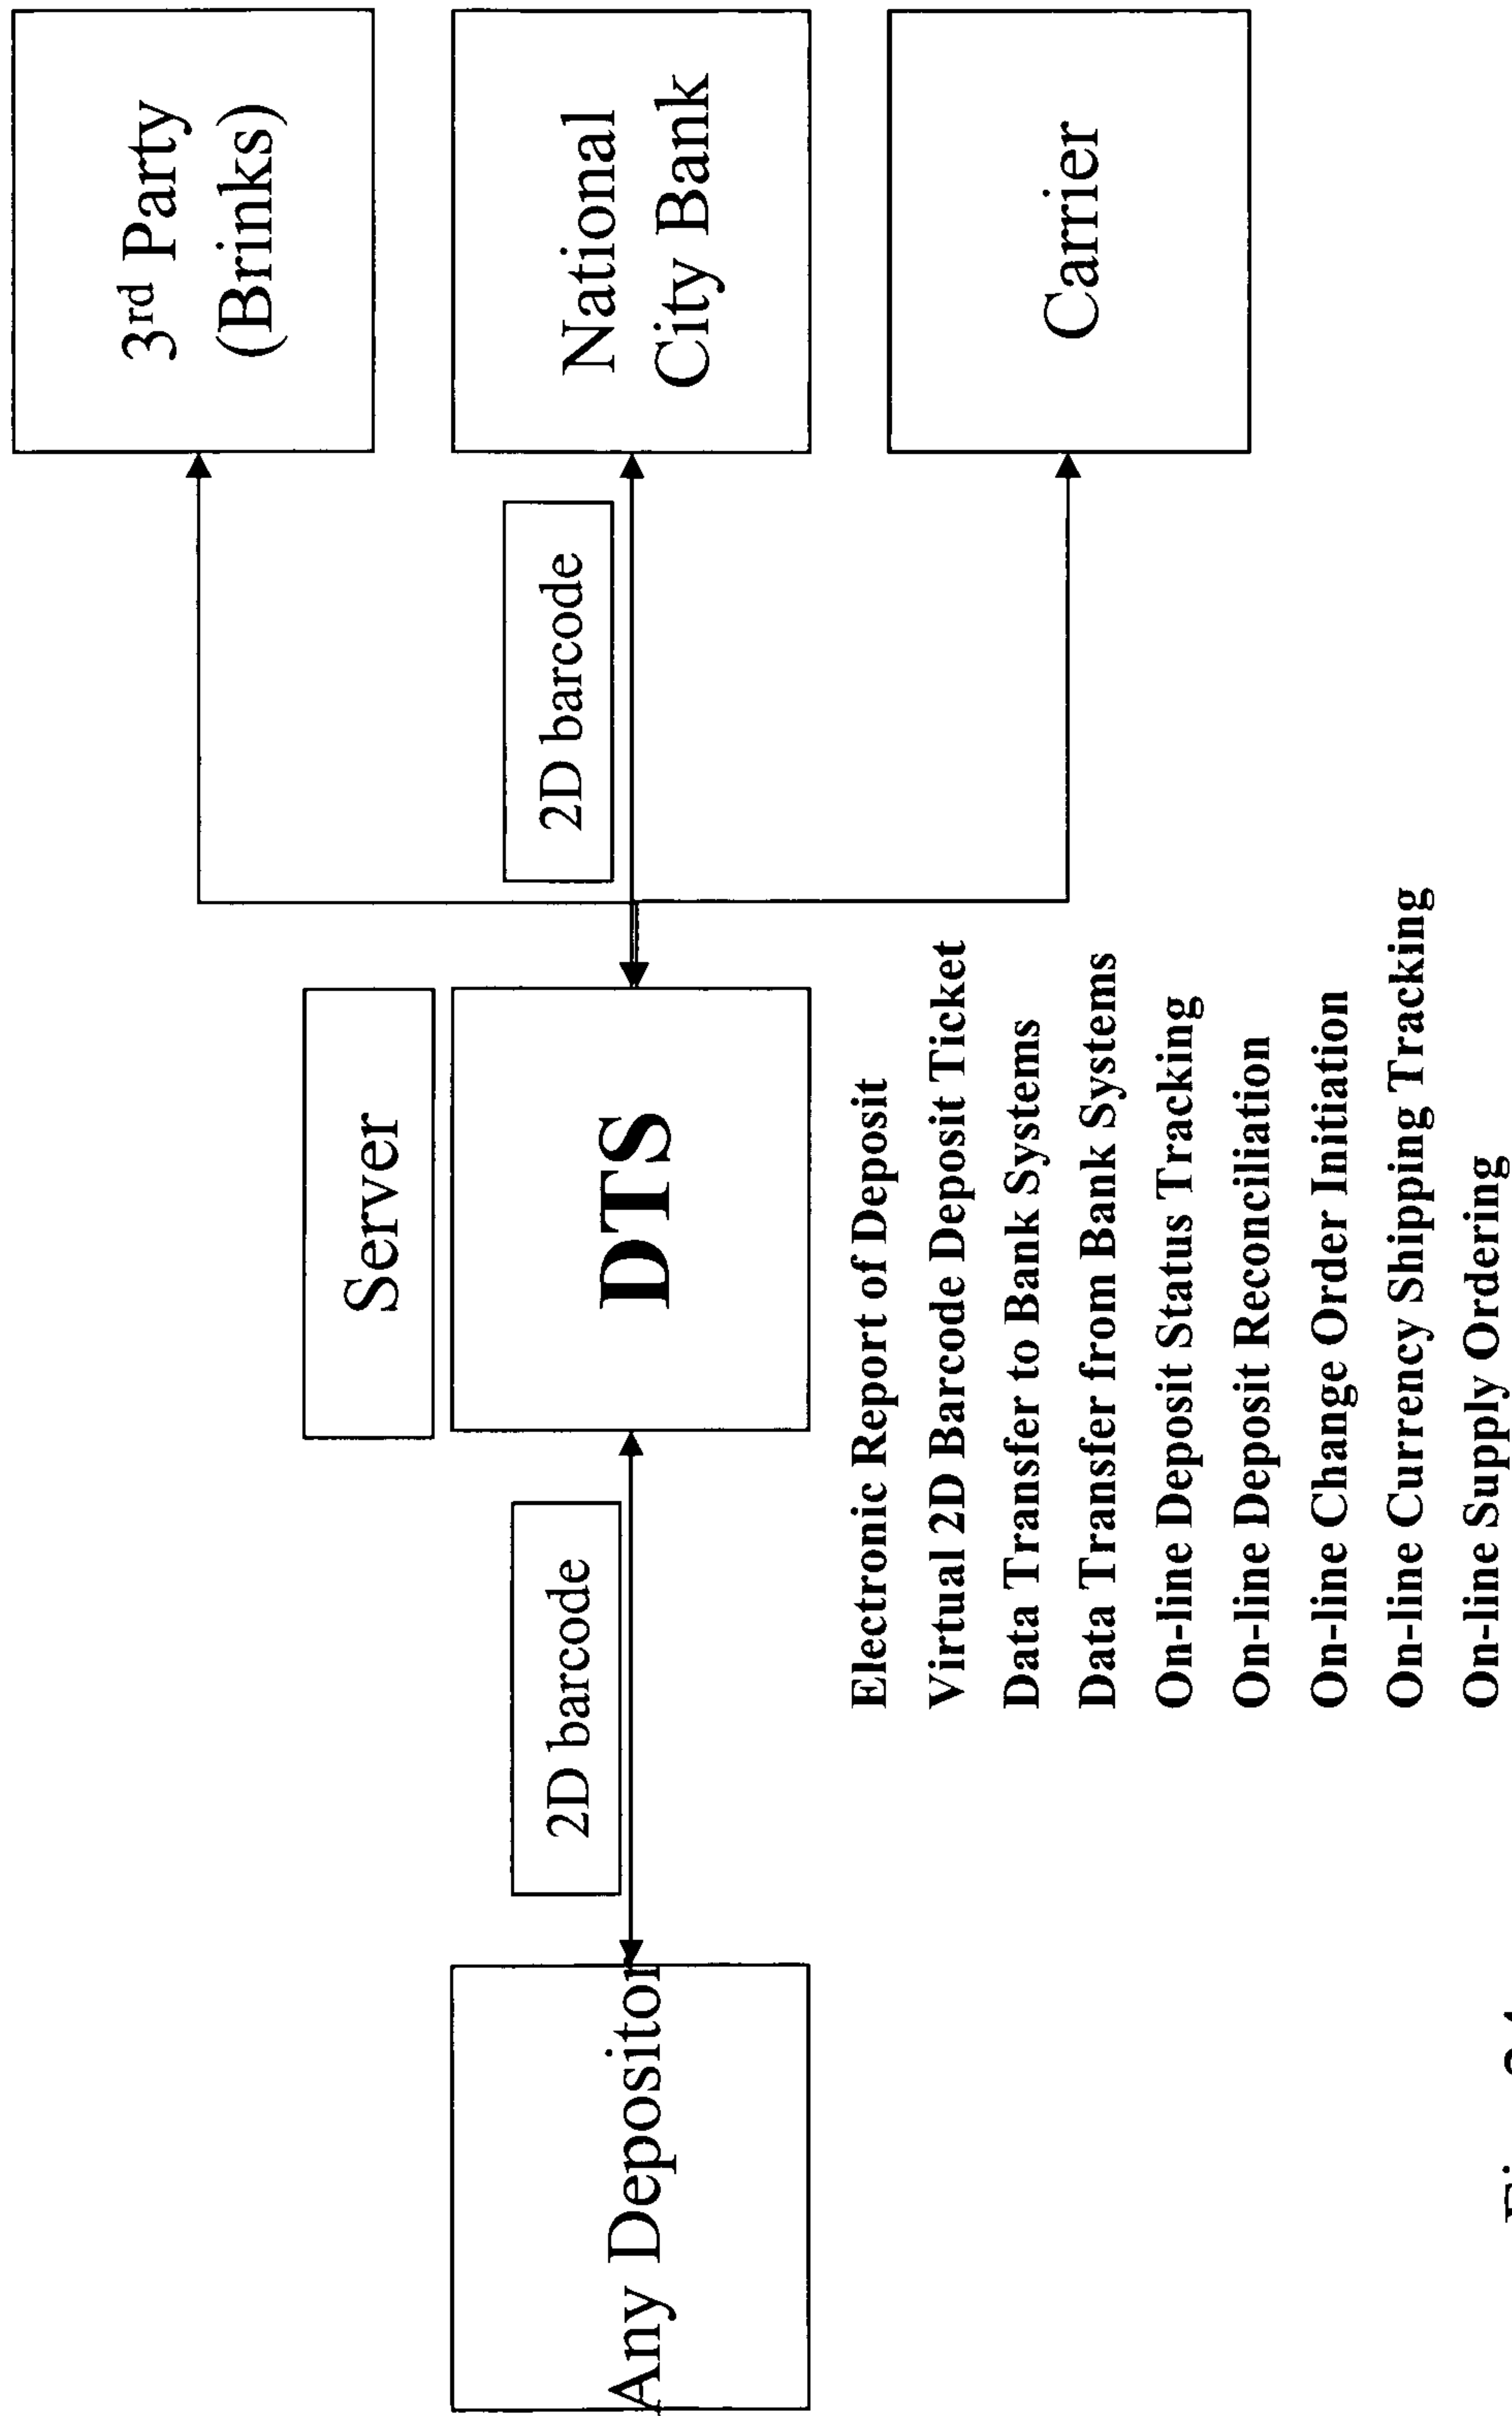 3rd Party
(Brinks)
Server
2D barcode
2D barcode
Any Depositor
DTS
National
City Bank
Electronic Report of Deposit
Virtual 2D Barcode Deposit Ticket
Data Transfer to Bank Systems
Data Transfer from Bank Systems
On-line Deposit Status Tracking
On-line Deposit Reconciliation
On-line Change Order Initiation
On-line Currency Shipping Tracking
On-line Supply Ordering
Carrier